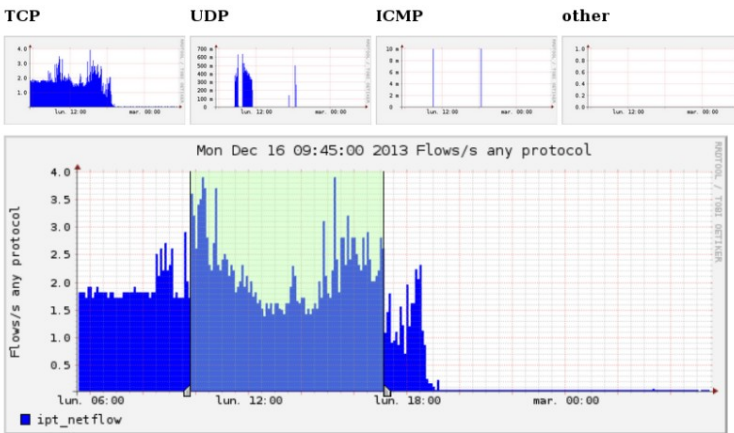 TCP UDP ICMP other
4.0
3.0
2.0
1.0
lun. 12:00 mar. 00:00
700 m
600 m
500 m
400 m
300 m
200 m
100 m
0
lun. 12:00 mar. 00:00
10 m
8 m
6 m
4 m
2 m
0
lun. 12:00 mar. 00:00
1.0
0.8
0.6
0.4
0.2
0.0
lun. 12:00 mar. 00:00
Mon Dec 16 09:45:00 2013 Flows/s any protocol
RRDTOOL / TOBI OETIKER
Flows/s any protocol
4.0
3.5
3.0
2.5
2.0
1.5
1.0
0.5
lun. 06:00 lun. 12:00 lun. 18:00 mar. 00:00
ipt_netflow